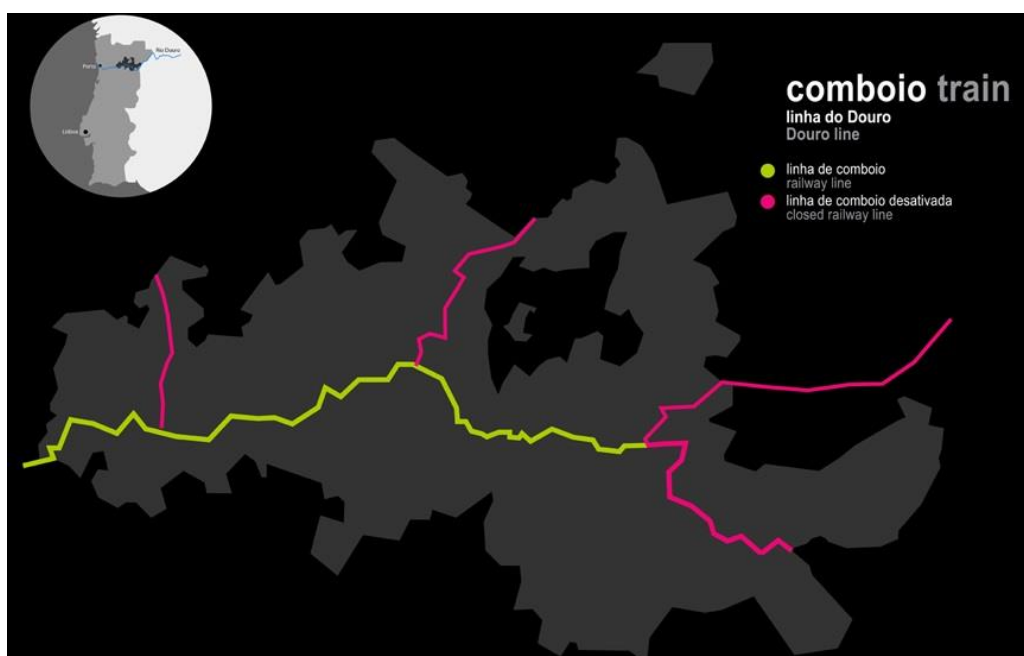 Rio Douro
Porto
Lisboa
comboio train
linha do Douro
Douro line
linha de comboio
railway line
linha de comboio desativada
closed railway line